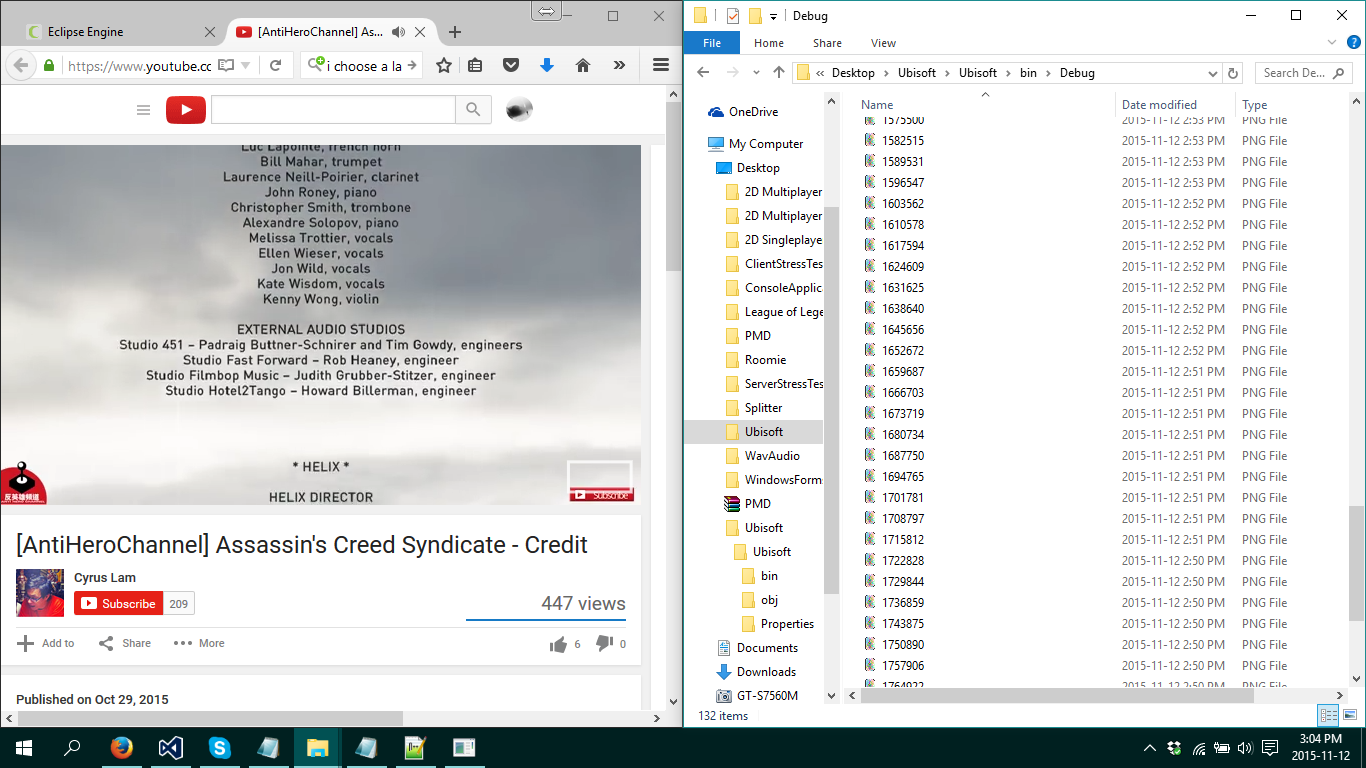 Eclipse Engine
[AntiHeroChannel] As...
https://www.youtube.cc
i choose a la
Luc Lapointe, french horn
Bill Mahar, trumpet
Laurence Neill-Poirier, clarinet
John Roney, piano
Christopher Smith, trombone
Alexandre Solopov, piano
Melissa Trottier, vocals
Ellen Wieser, vocals
Jon Wild, vocals
Kate Wisdom, vocals
Kenny Wong, violin
EXTERNAL AUDIO STUDIOS
Studio 451 – Padraig Buttner-Schnirer and Tim Gowdy, engineers
Studio Fast Forward – Rob Heaney, engineer
Studio Filmbop Music – Judith Gruber-Stitzer, engineer
Studio Hotel2Tango – Howard Billerman, engineer
* HELIX *
HELIX DIRECTOR
反英雄頻道
Subscribe
[AntiHeroChannel] Assassin's Creed Syndicate - Credit
Cyrus Lam
Subscribe 209
447 views
Add to Share More 6 0
Published on Oct 29, 2015
Debug
File Home Share View
« Desktop > Ubisoft > Ubisoft > bin > Debug
Search De...
OneDrive
My Computer
Desktop
2D Multiplayer
2D Multiplayer
2D Singleplaye
ClientStressTes
ConsoleApplic
League of Lege
PMD
Roomie
ServerStressTes
Splitter
Ubisoft
WavAudio
WindowsForm
PMD
Ubisoft
Ubisoft
bin
obj
Properties
Documents
Downloads
GT-S7560M
Name Date modified Type
1575500 2015-11-12 2:53 PM PNG File
1582515 2015-11-12 2:53 PM PNG File
1589531 2015-11-12 2:53 PM PNG File
1596547 2015-11-12 2:53 PM PNG File
1603562 2015-11-12 2:52 PM PNG File
1610578 2015-11-12 2:52 PM PNG File
1617594 2015-11-12 2:52 PM PNG File
1624609 2015-11-12 2:52 PM PNG File
1631625 2015-11-12 2:52 PM PNG File
1638640 2015-11-12 2:52 PM PNG File
1645656 2015-11-12 2:52 PM PNG File
1652672 2015-11-12 2:52 PM PNG File
1659687 2015-11-12 2:51 PM PNG File
1666703 2015-11-12 2:51 PM PNG File
1673719 2015-11-12 2:51 PM PNG File
1680734 2015-11-12 2:51 PM PNG File
1687750 2015-11-12 2:51 PM PNG File
1694765 2015-11-12 2:51 PM PNG File
1701781 2015-11-12 2:51 PM PNG File
1708797 2015-11-12 2:51 PM PNG File
1715812 2015-11-12 2:51 PM PNG File
1722828 2015-11-12 2:50 PM PNG File
1729844 2015-11-12 2:50 PM PNG File
1736859 2015-11-12 2:50 PM PNG File
1743875 2015-11-12 2:50 PM PNG File
1750890 2015-11-12 2:50 PM PNG File
1757906 2015-11-12 2:50 PM PNG File
1764922 2015-11-12 2:50 PM PNG File
132 items
3:04 PM
2015-11-12